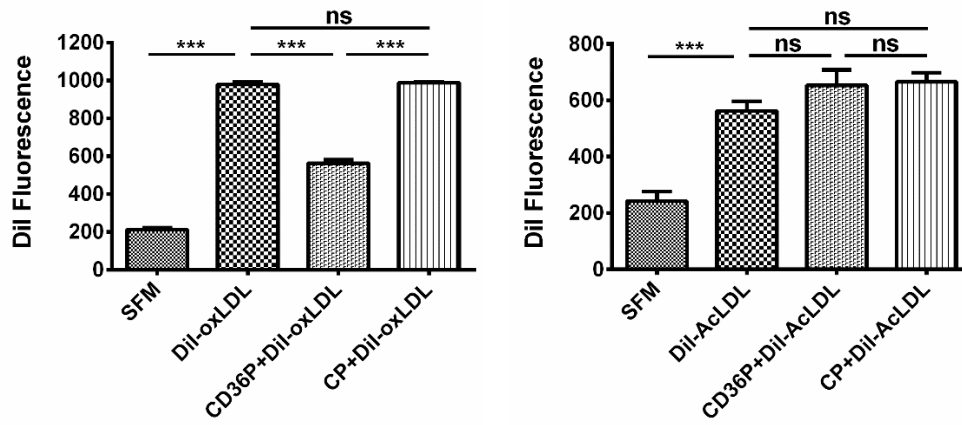 ns
*** *** ***
1200
1000
800
600
400
200
0
DiI Fluorescence
SFM
DiI-oxLDL
CD36P+DiI-oxLDL
CP+DiI-oxLDL
ns
*** ns ns
800
600
400
200
0
DiI Fluorescence
SFM
DiI-AcLDL
CD36P+DiI-AcLDL
CP+DiI-AcLDL